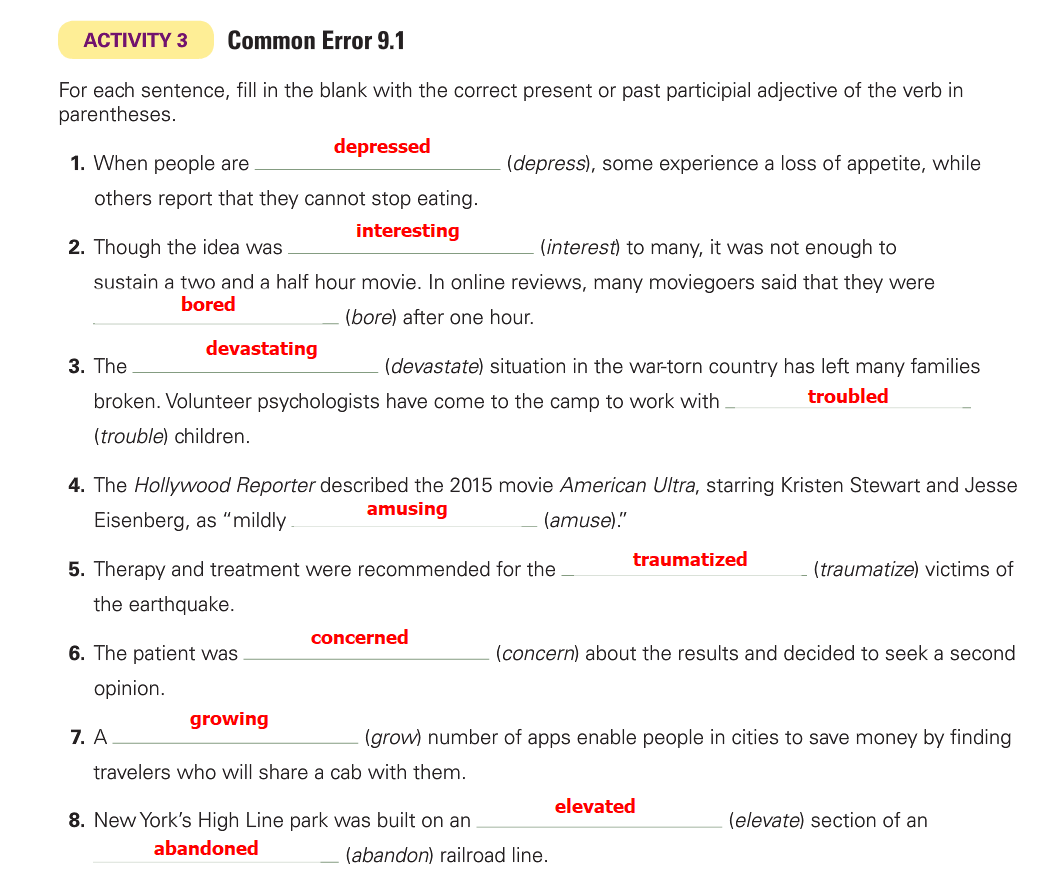 ACTIVITY 3 Common Error 9.1
For each sentence, fill in the blank with the correct present or past participial adjective of the verb in
parentheses.
1. When people are depressed (depress), some experience a loss of appetite, while
others report that they cannot stop eating.
2. Though the idea was interesting (interest) to many, it was not enough to
sustain a two and a half hour movie. In online reviews, many moviegoers said that they were
bored (bore) after one hour.
3. The devastating (devastate) situation in the war-torn country has left many families
broken. Volunteer psychologists have come to the camp to work with troubled
(trouble) children.
4. The Hollywood Reporter described the 2015 movie American Ultra, starring Kristen Stewart and Jesse
Eisenberg, as “mildly amusing (amuse).”
5. Therapy and treatment were recommended for the traumatized (traumatize) victims of
the earthquake.
6. The patient was concerned (concern) about the results and decided to seek a second
opinion.
7. A growing (grow) number of apps enable people in cities to save money by finding
travelers who will share a cab with them.
8. New York’s High Line park was built on an elevated (elevate) section of an
abandoned (abandon) railroad line.